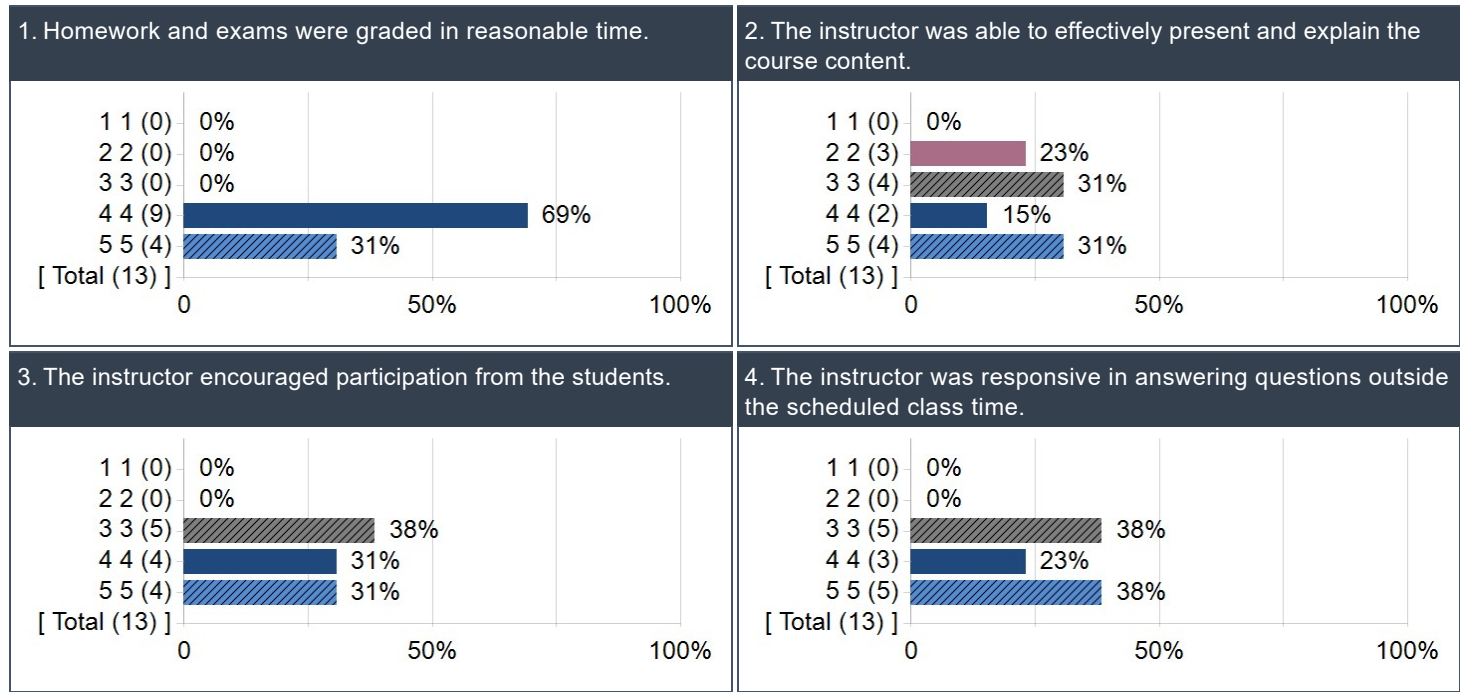 1. Homework and exams were graded in reasonable time.
1 1 (0) 0%
2 2 (0) 0%
3 3 (0) 0%
4 4 (9) 69%
5 5 (4) 31%
[ Total (13) ]
0 50% 100%
2. The instructor was able to effectively present and explain the
course content.
1 1 (0) 0%
2 2 (3) 23%
3 3 (4) 31%
4 4 (2) 15%
5 5 (4) 31%
[ Total (13) ]
0 50% 100%
3. The instructor encouraged participation from the students.
1 1 (0) 0%
2 2 (0) 0%
3 3 (5) 38%
4 4 (4) 31%
5 5 (4) 31%
[ Total (13) ]
0 50% 100%
4. The instructor was responsive in answering questions outside
the scheduled class time.
1 1 (0) 0%
2 2 (0) 0%
3 3 (5) 38%
4 4 (3) 23%
5 5 (5) 38%
[ Total (13) ]
0 50% 100%